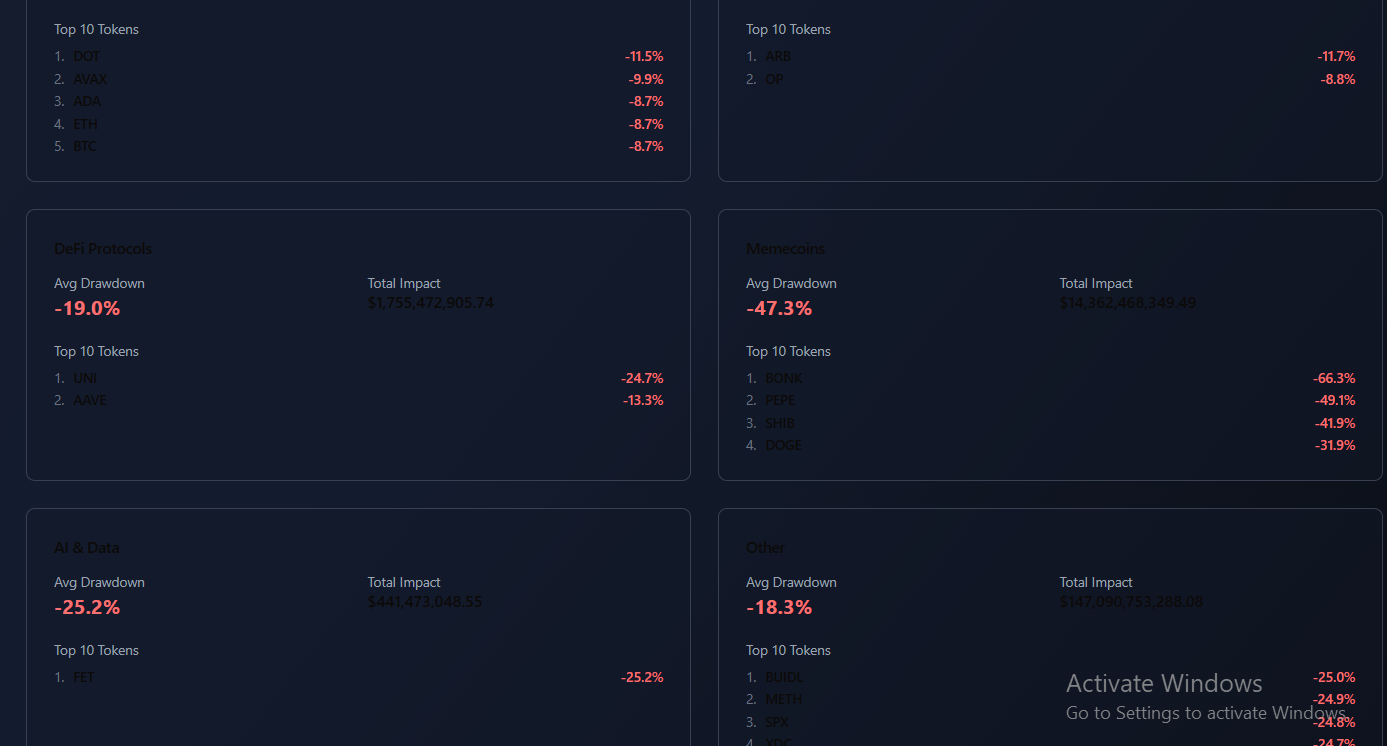 Top 10 Tokens
1. DOT -11.5%
2. AVAX -9.9%
3. ADA -8.7%
4. ETH -8.7%
5. BTC -8.7%
Top 10 Tokens
1. ARB -11.7%
2. OP -8.8%
DeFi Protocols
Avg Drawdown Total Impact
-19.0% $1,755,472,905.74
Top 10 Tokens
1. UNI -24.7%
2. AAVE -13.3%
Memecoins
Avg Drawdown Total Impact
-47.3% $14,362,468,349.49
Top 10 Tokens
1. BONK -66.3%
2. PEPE -49.1%
3. SHIB -41.9%
4. DOGE -31.9%
AI & Data
Avg Drawdown Total Impact
-25.2% $441,473,048.55
Top 10 Tokens
1. FET -25.2%
Other
Avg Drawdown Total Impact
-18.3% $147,090,753,288.08
Top 10 Tokens
1. BUIDL -25.0%
2. METH -24.9%
3. SPX -24.8%
4. XDC -24.7%
Activate Windows
Go to Settings to activate Windows.